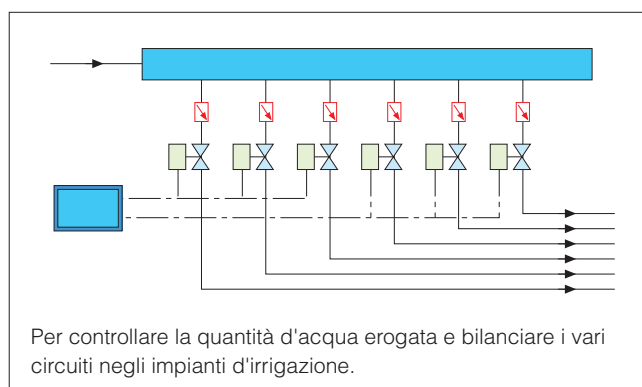 Per controllare la quantità d'acqua erogata e bilanciare i vari
circuiti negli impianti d'irrigazione.